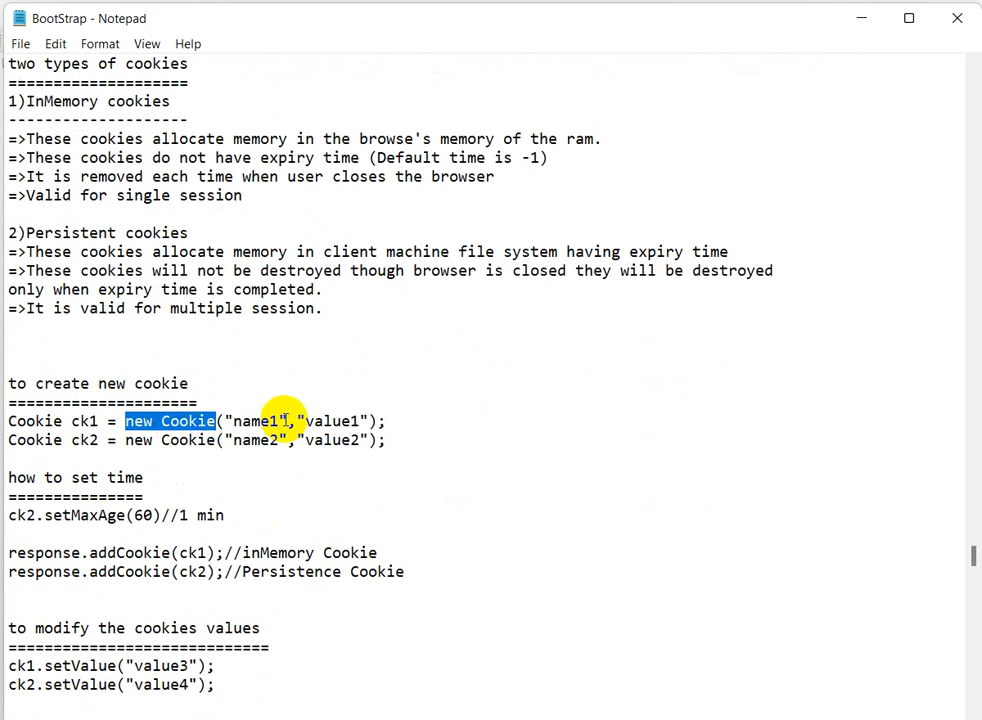 BootStrap - Notepad
File Edit Format View Help
two types of cookies
====================
1)InMemory cookies
--------------------
=>These cookies allocate memory in the browse's memory of the ram.
=>These cookies do not have expiry time (Default time is -1)
=>It is removed each time when user closes the browser
=>Valid for single session
2)Persistent cookies
=>These cookies allocate memory in client machine file system having expiry time
=>These cookies will not be destroyed though browser is closed they will be destroyed
only when expiry time is completed.
=>It is valid for multiple session.
to create new cookie
=====================
Cookie ck1 = new Cookie("name1","value1");
Cookie ck2 = new Cookie("name2","value2");
how to set time
===============
ck2.setMaxAge(60)//1 min
response.addCookie(ck1);//inMemory Cookie
response.addCookie(ck2);//Persistence Cookie
to modify the cookies values
=============================
ck1.setValue("value3");
ck2.setValue("value4");